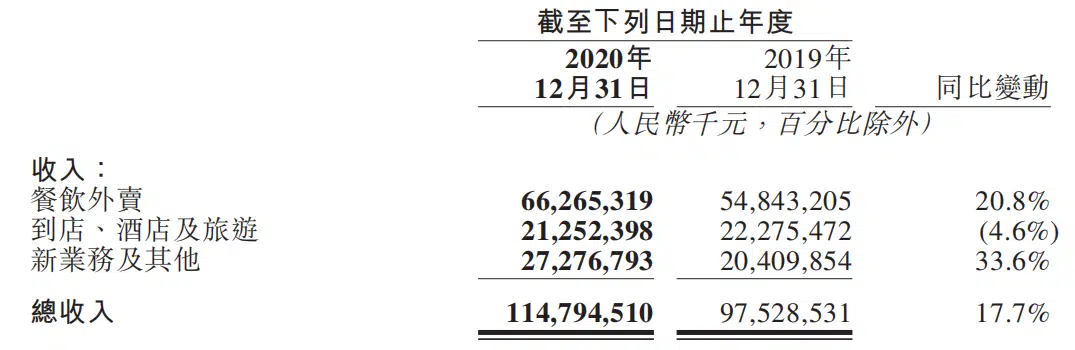 截至下列日期止年度
2020年 2019年
12月31日 12月31日 同比變動
(人民幣千元，百分比除外)
收入：
餐飲外賣 66,265,319 54,843,205 20.8%
到店、酒店及旅遊 21,252,398 22,275,472 (4.6%)
新業務及其他 27,276,793 20,409,854 33.6%
總收入 114,794,510 97,528,531 17.7%